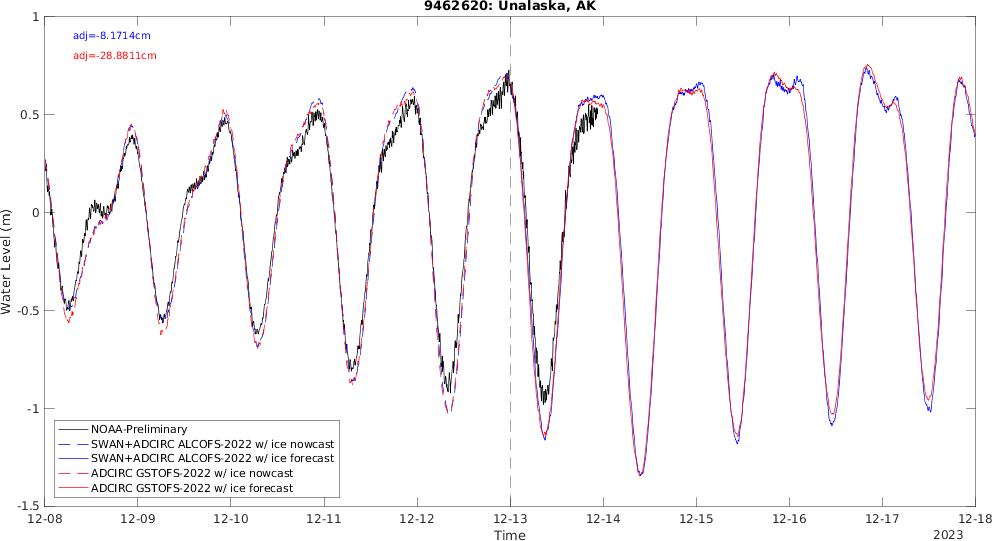 9462620: Unalaska, AK
adj=-8.1714cm
adj=-28.8811cm
Water Level (m)
1
0.5
0
-0.5
-1
-1.5
NOAA-Preliminary
SWAN+ADCIRC ALCOFS-2022 w/ ice nowcast
SWAN+ADCIRC ALCOFS-2022 w/ ice forecast
ADCIRC GSTOFS-2022 w/ ice nowcast
ADCIRC GSTOFS-2022 w/ ice forecast
12-08 12-09 12-10 12-11 12-12 12-13 12-14 12-15 12-16 12-17 12-18
Time
2023